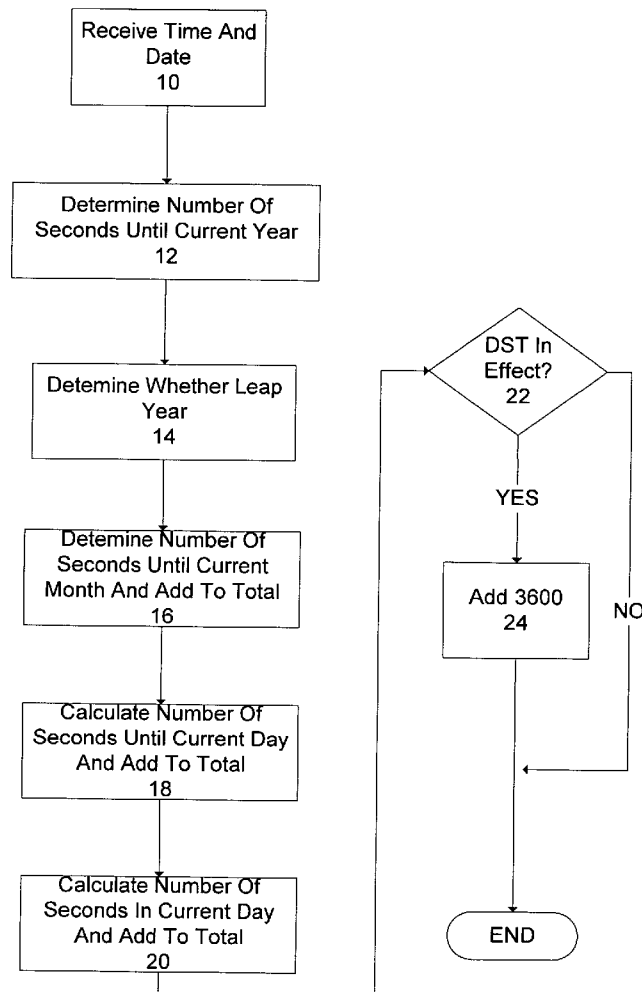 Receive Time And
Date
10
Determine Number Of
Seconds Until Current Year
12
Detemine Whether Leap
Year
14
Detemine Number Of
Seconds Until Current
Month And Add To Total
16
Calculate Number Of
Seconds Until Current Day
And Add To Total
18
Calculate Number Of
Seconds In Current Day
And Add To Total
20
DST In
Effect?
22
YES
Add 3600
24
NO
END